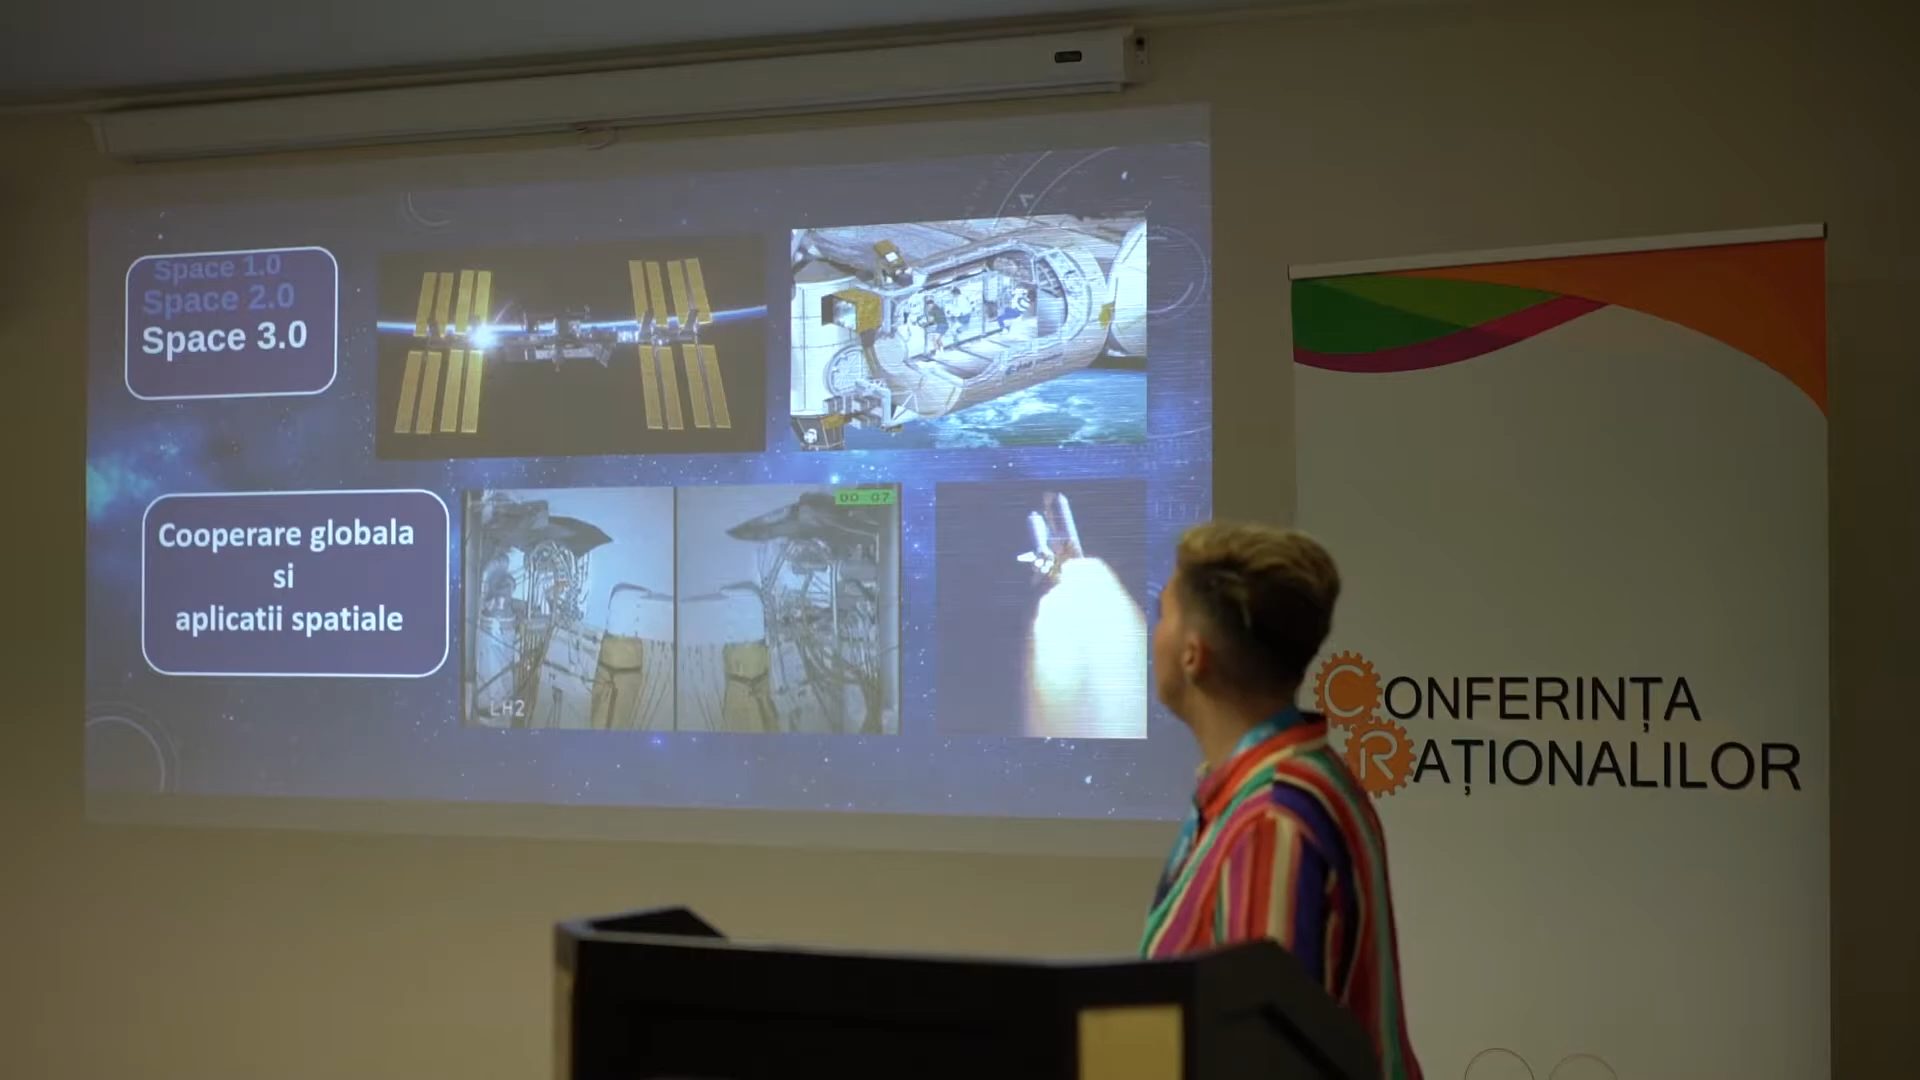 Space 1.0
Space 2.0
Space 3.0
Cooperare globala
si
aplicatii spatiale
00 07
LH2
CONFERINȚA
RAȚIONALILOR